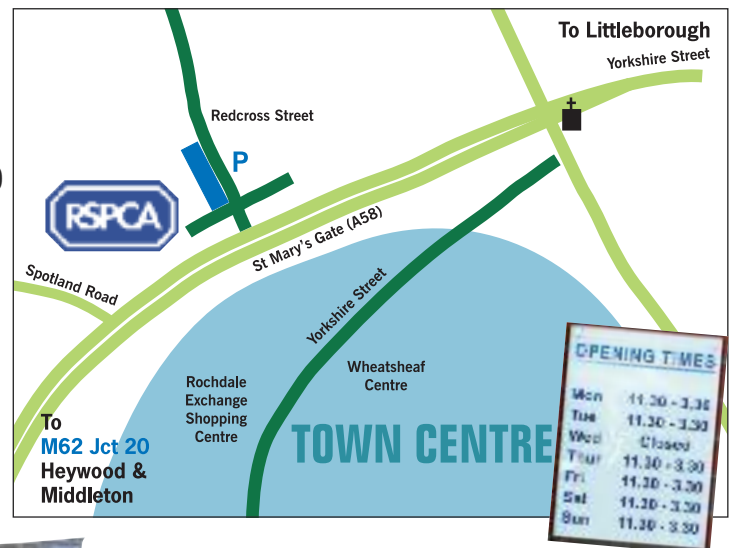 To Littleborough
Yorkshire Street
Redcross Street
P
RSPCA
St Mary's Gate (A58)
Spotland Road
Yorkshire Street
Wheatsheaf
Centre
Rochdale
Exchange
Shopping
Centre
TOWN CENTRE
To
M62 Jct 20
Heywood &
Middleton
OPENING TIMES
Mon 11.30 - 3.30
Tue 11.30 - 3.30
Wed Closed
Thur 11.30 - 3.30
Fri 11.30 - 3.30
Sat 11.30 - 3.30
Sun 11.30 - 3.30